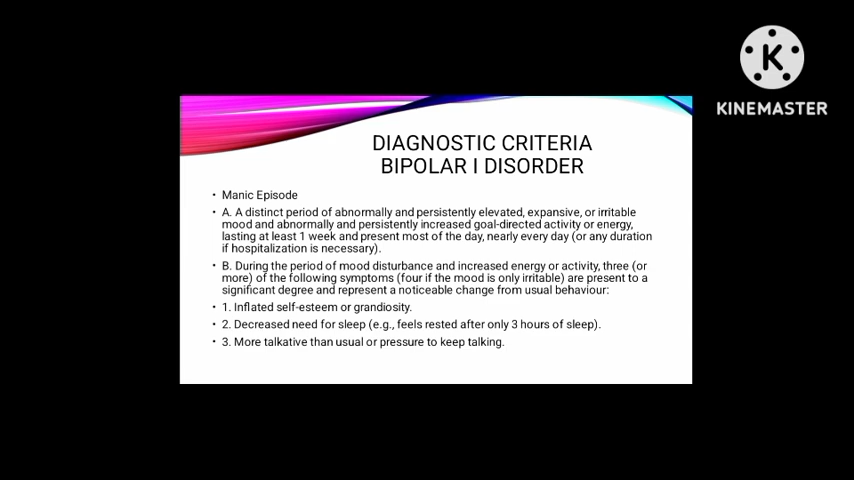 K
KINEMASTER
DIAGNOSTIC CRITERIA
BIPOLAR I DISORDER
• Manic Episode
• A. A distinct period of abnormally and persistently elevated, expansive, or irritable
mood and abnormally and persistently increased goal-directed activity or energy,
lasting at least 1 week and present most of the day, nearly every day (or any duration
if hospitalization is necessary).
• B. During the period of mood disturbance and increased energy or activity, three (or
more) of the following symptoms (four if the mood is only irritable) are present to a
significant degree and represent a noticeable change from usual behaviour:
• 1. Inflated self-esteem or grandiosity.
• 2. Decreased need for sleep (e.g., feels rested after only 3 hours of sleep).
• 3. More talkative than usual or pressure to keep talking.